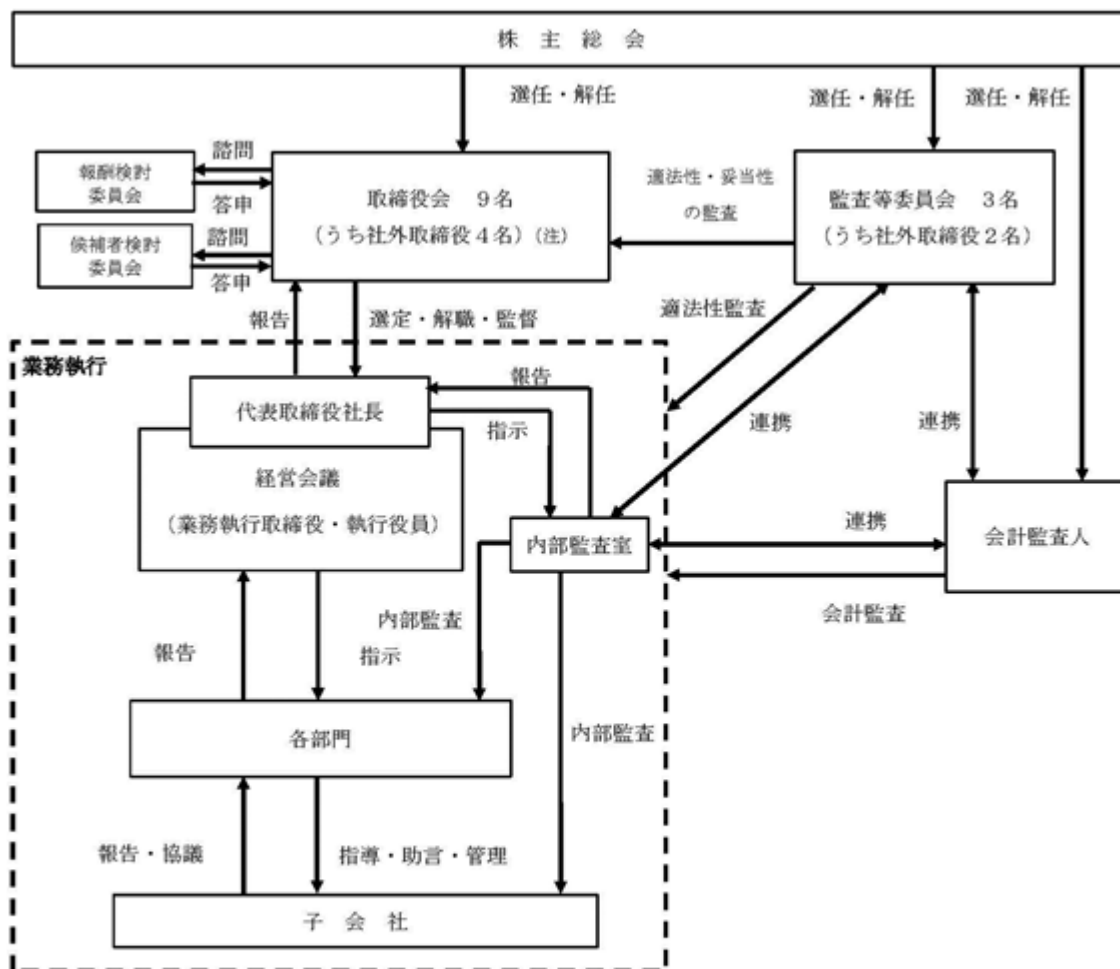 株 主 総 会
選任・解任
選任・解任
選任・解任
諮問
報酬検討
委員会
答申
諮問
候補者検討
委員会
答申
取締役会 9名
（うち社外取締役4名）（注）
適法性・妥当性
の監査
監査等委員会 3名
（うち社外取締役2名）
報告
選定・解職・監督
適法性監査
業務執行
代表取締役社長
報告
指示
連携
連携
経営会議
（業務執行取締役・執行役員）
内部監査室
連携
会計監査人
会計監査
報告
指示
内部監査
各部門
内部監査
報告・協議
指導・助言・管理
子 会 社